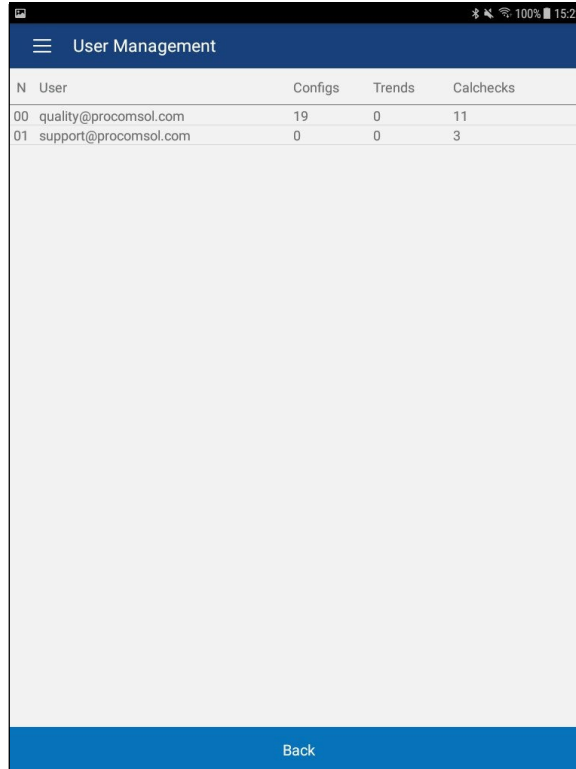 100% 15:2
User Management
N User Configs Trends Calchecks
00 quality@procomsol.com 19 0 11
01 support@procomsol.com 0 0 3
Back